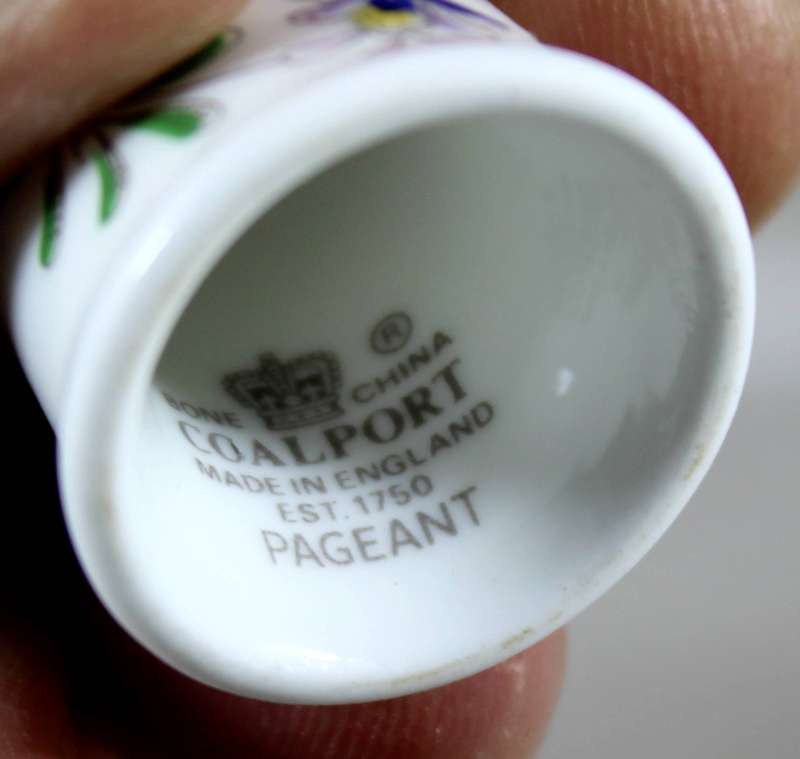 ®
BONE CHINA
COALPORT
MADE IN ENGLAND
EST. 1750
PAGEANT